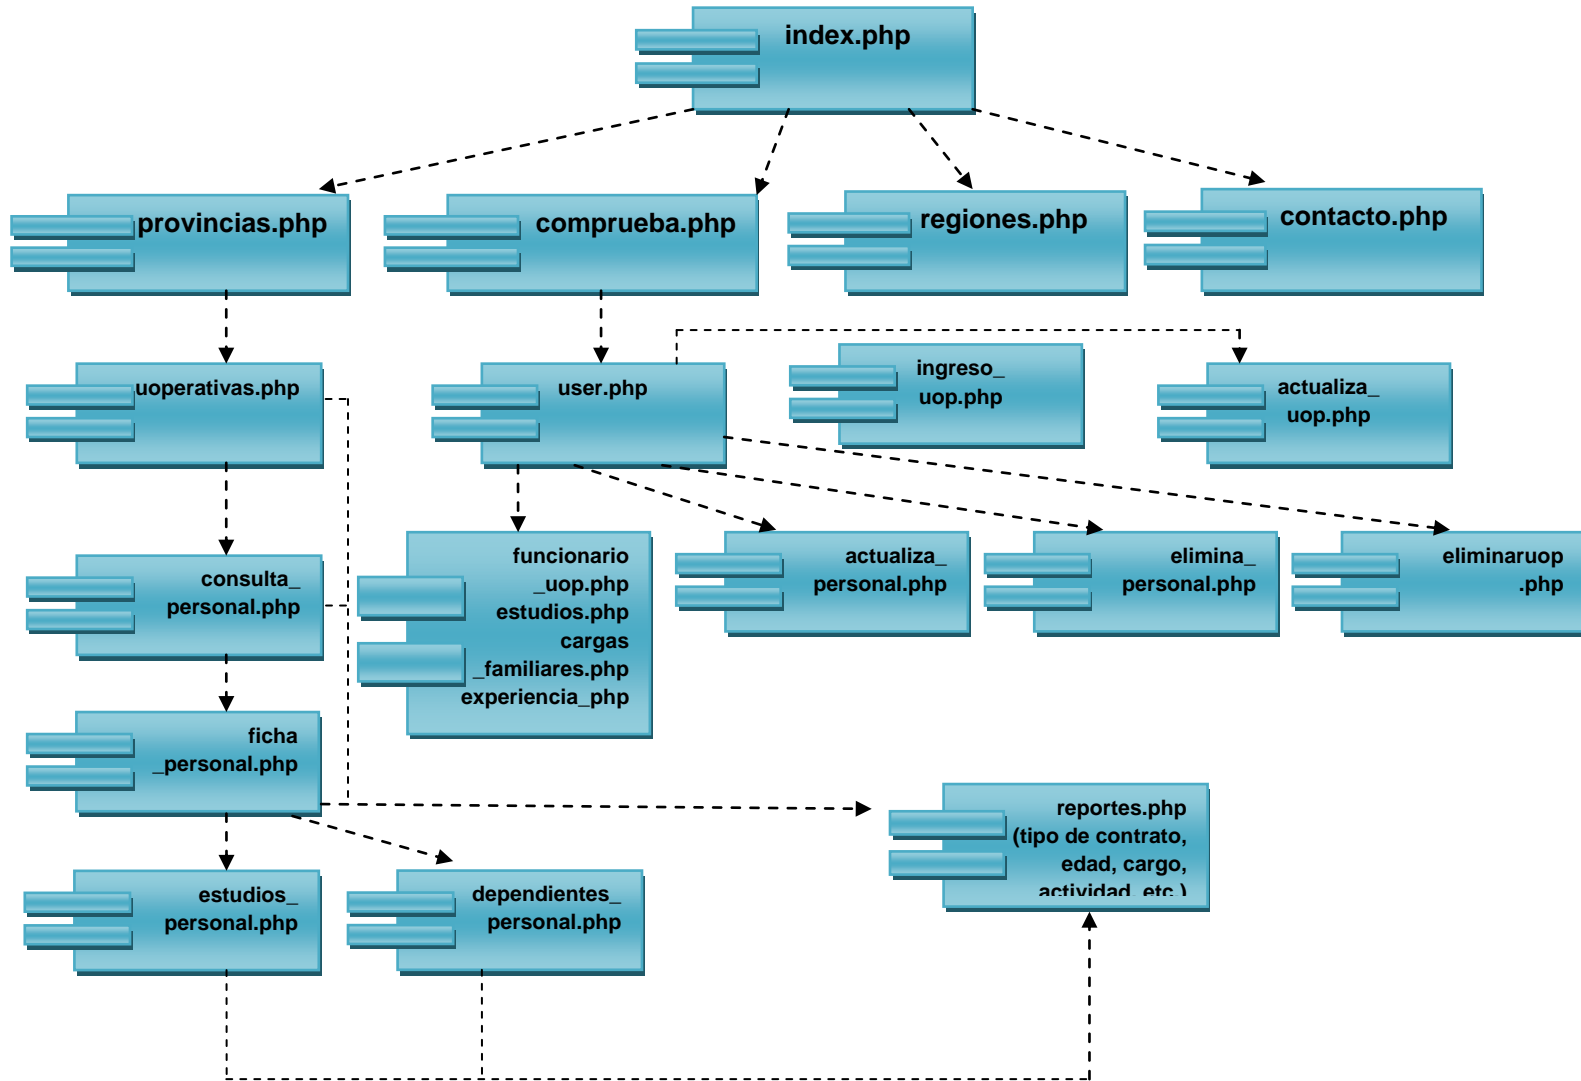 index.php
provincias.php
comprueba.php
regiones.php
contacto.php
uoperativas.php
user.php
ingreso_
uop.php
actualiza_
uop.php
consulta_
personal.php
funcionario
_uop.php
estudios.php
cargas
_familiares.php
experiencia_php
actualiza_
personal.php
elimina_
personal.php
eliminaruop
.php
ficha
_personal.php
reportes.php
(tipo de contrato,
edad, cargo,
actividad, etc.)
estudios_
personal.php
dependientes_
personal.php